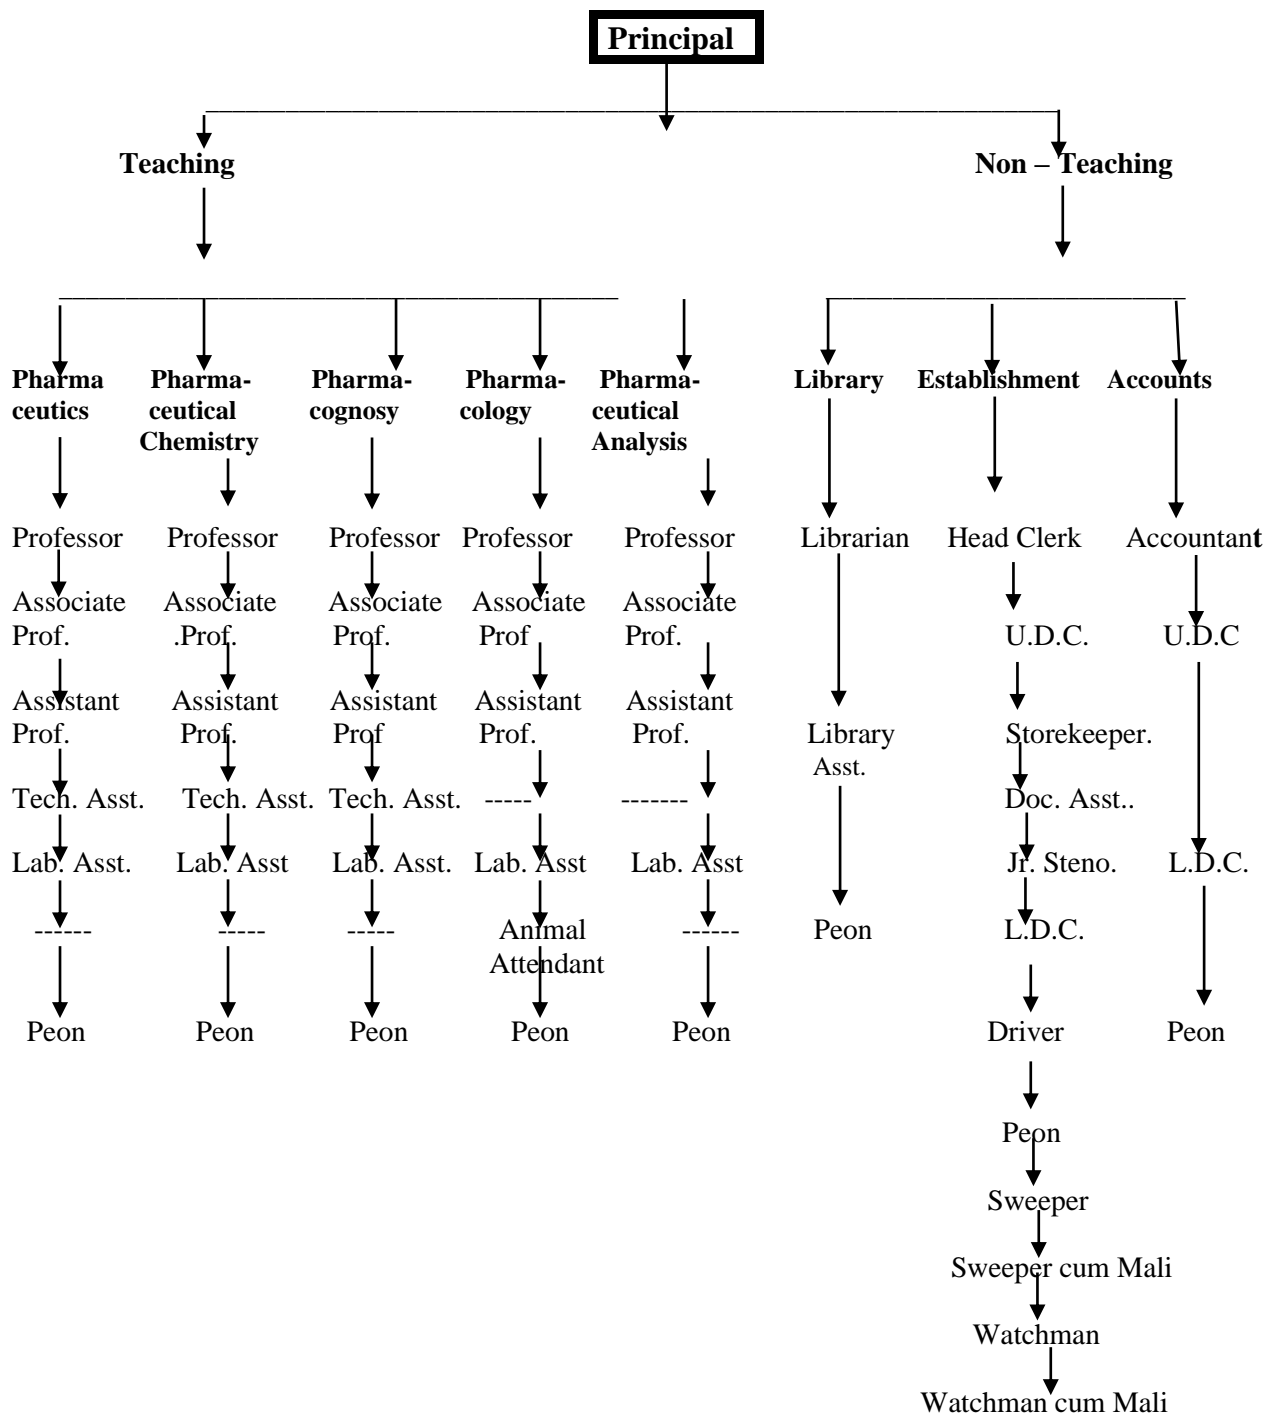 Principal
Teaching Non – Teaching
Pharma Pharma- Pharma- Pharma- Pharma- Library Establishment Accounts
ceutics ceutical cognosy cology ceutical
Chemistry Analysis
Professor Professor Professor Professor Professor Librarian Head Clerk Accountant
Associate Associate Associate Associate Associate
Prof. .Prof. Prof. Prof Prof. U.D.C. U.D.C
Assistant Assistant Assistant Assistant Assistant
Prof. Prof. Prof Prof. Prof. Library Storekeeper.
Asst.
Tech. Asst. Tech. Asst. Tech. Asst. ----- ------- Doc. Asst..
Lab. Asst. Lab. Asst Lab. Asst. Lab. Asst Lab. Asst Jr. Steno. L.D.C.
------ ----- ----- Animal ------ Peon L.D.C.
Attendant
Peon Peon Peon Peon Peon Driver Peon
Peon
Sweeper
Sweeper cum Mali
Watchman
Watchman cum Mali